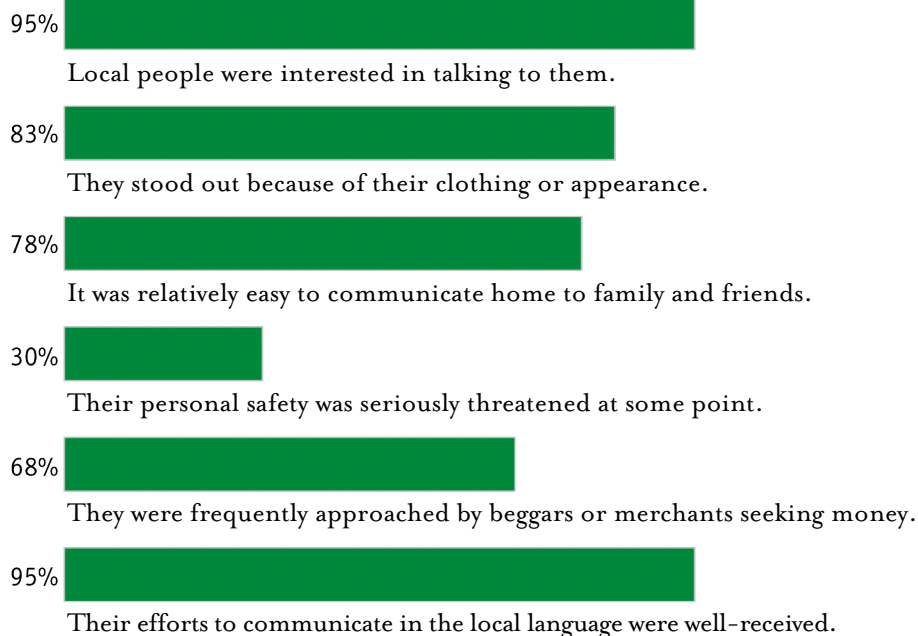 95%
Local people were interested in talking to them.
83%
They stood out because of their clothing or appearance.
78%
It was relatively easy to communicate home to family and friends.
30%
Their personal safety was seriously threatened at some point.
68%
They were frequently approached by beggars or merchants seeking money.
95%
Their efforts to communicate in the local language were well-received.